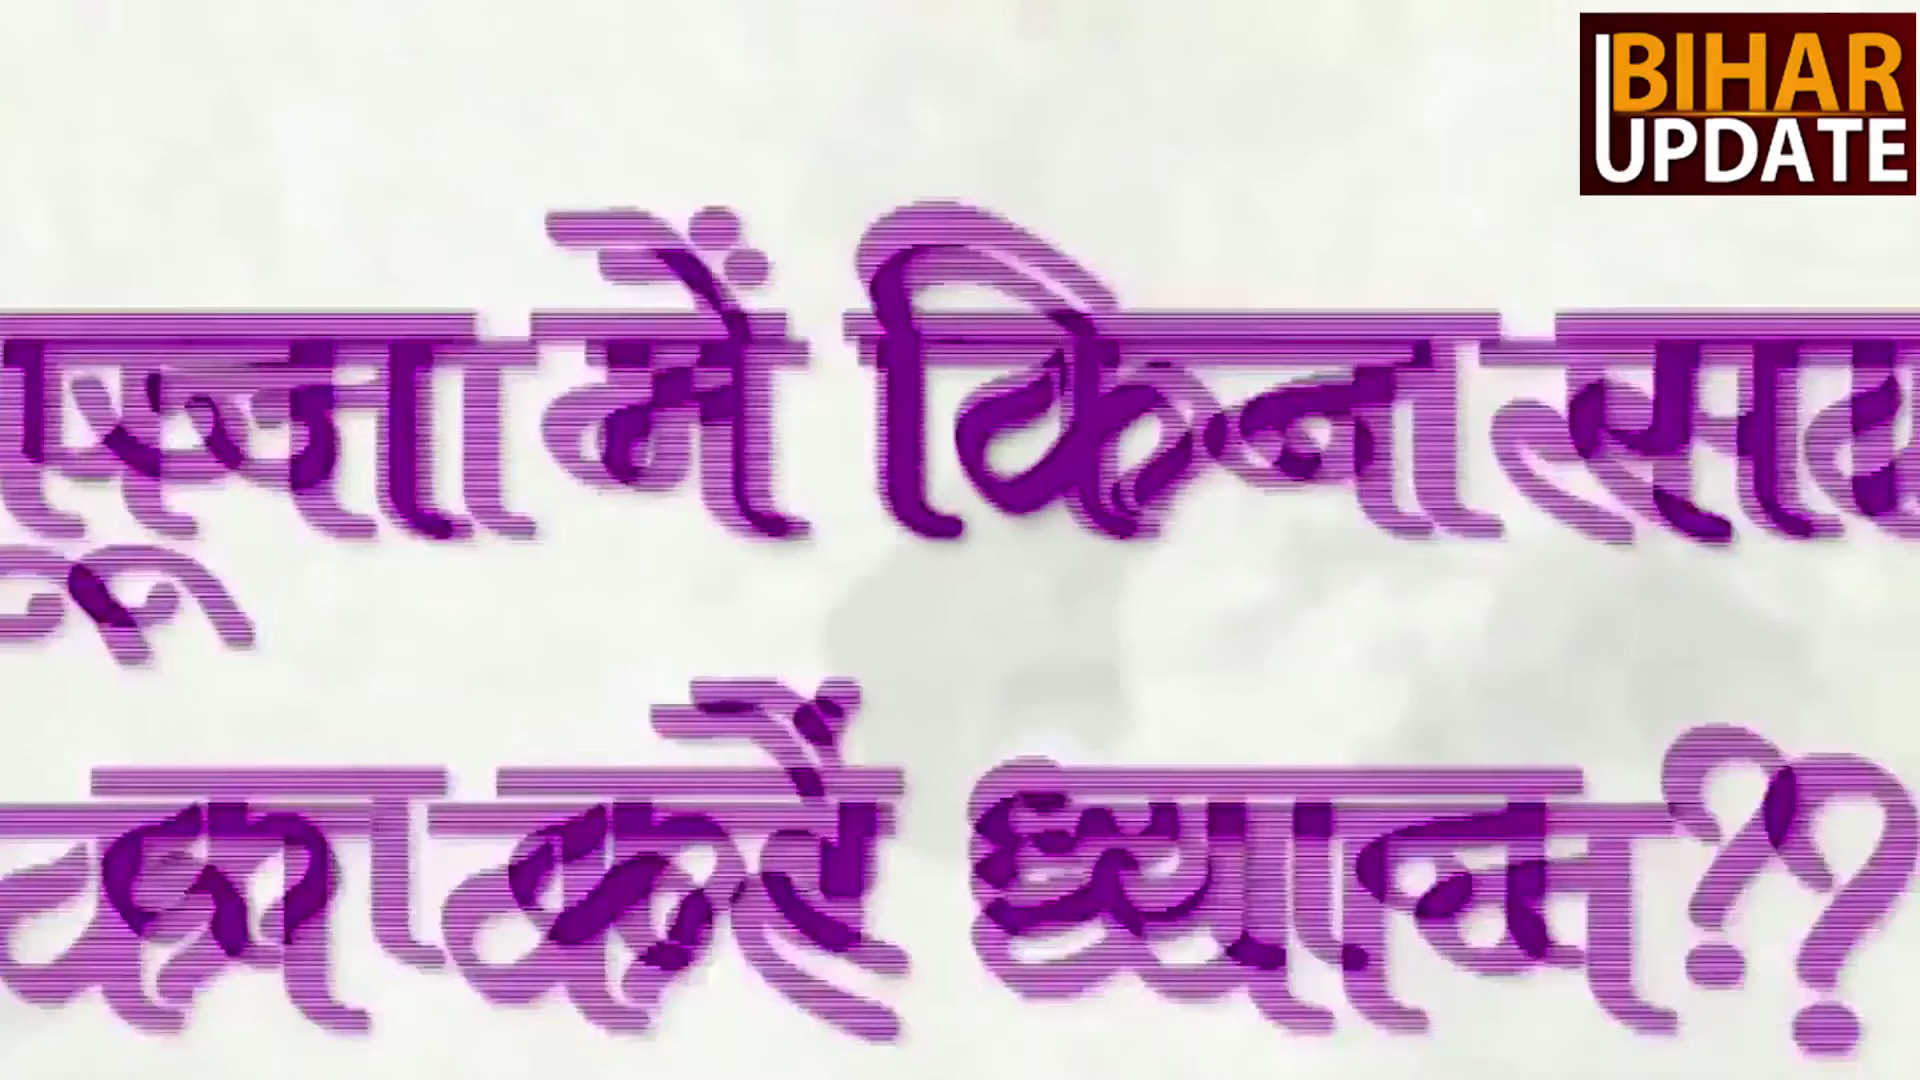 BIHAR
UPDATE
पूजा में किन
का करें ध्यान?